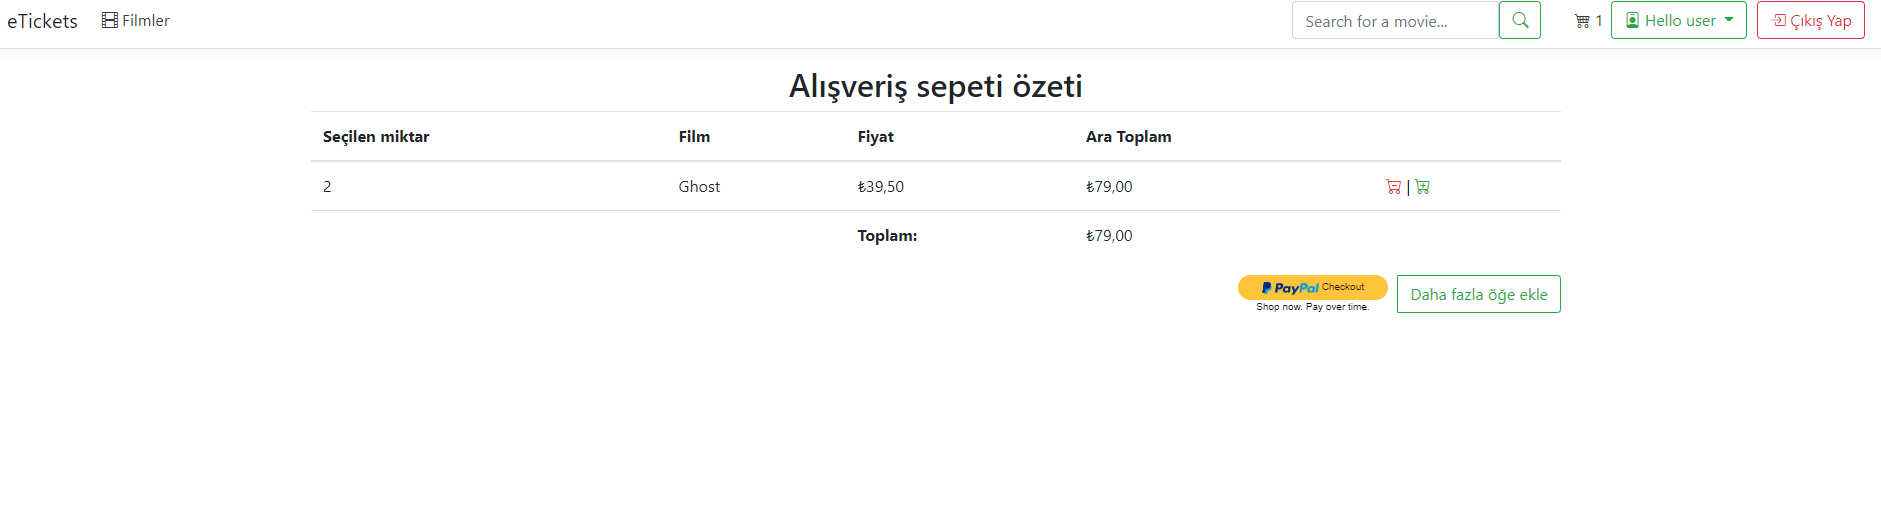 eTickets Filmler Search for a movie... 1 Hello user Çıkış Yap
Alışveriş sepeti özeti
Seçilen miktar Film Fiyat Ara Toplam
2 Ghost ₺39,50 ₺79,00 |
Toplam: ₺79,00
PayPal Checkout Daha fazla öğe ekle
Shop now. Pay over time.